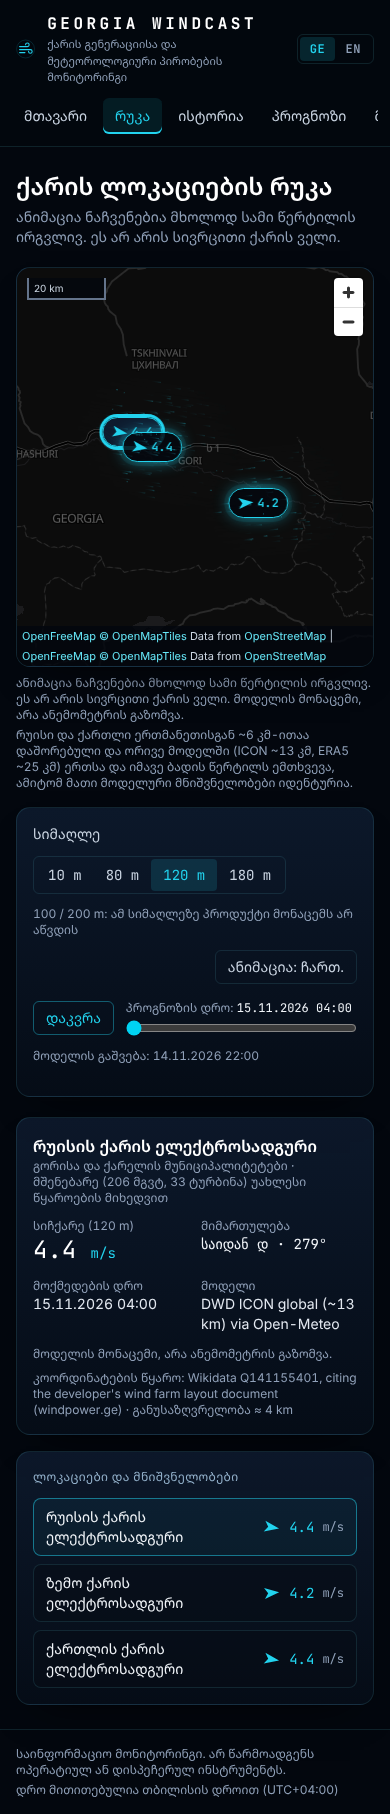 GEORGIA WINDCAST
ქარის გენერაციისა და
მეტეოროლოგიური პირობების
მონიტორინგი
GE EN
მთავარი რუკა ისტორია პროგნოზი
ქარის ლოკაციების რუკა
ანიმაცია ნაჩვენებია მხოლოდ სამი წერტილის
ირგვლივ. ეს არ არის სივრცითი ქარის ველი.
20 km
+
−
TSKHINVALI
ЦХИНВАЛ
4.4
HASHURI
GORI
4.2
GEORGIA
OpenFreeMap © OpenMapTiles Data from OpenStreetMap |
OpenFreeMap © OpenMapTiles Data from OpenStreetMap
ანიმაცია ნაჩვენებია მხოლოდ სამი წერტილის ირგვლივ.
ეს არ არის სივრცითი ქარის ველი. მოდელის მონაცემი,
არა ანემომეტრის გაზომვა.
რუისი და ქართლი ერთმანეთისგან ~6 კმ-ითაა
დაშორებული და ორივე მოდელში (ICON ~13 კმ, ERA5
~25 კმ) ერთსა და იმავე ბადის წერტილს ემთხვევა,
ამიტომ მათი მოდელური მნიშვნელობები იდენტურია.
სიმაღლე
10 m 80 m 120 m 180 m
100 / 200 m: ამ სიმაღლეზე პროდუქტი მონაცემს არ
აწვდის
ანიმაცია: ჩართ.
დაკვრა
პროგნოზის დრო: 15.11.2026 04:00
მოდელის გაშვება: 14.11.2026 22:00
რუისის ქარის ელექტროსადგური
გორისა და ქარელის მუნიციპალიტეტები ·
მშენებარე (206 მგვტ, 33 ტურბინა) უახლესი
წყაროების მიხედვით
სიჩქარე (120 m) მიმართულება
4.4 m/s საიდან დ · 279°
მოქმედების დრო მოდელი
15.11.2026 04:00 DWD ICON global (~13
km) via Open-Meteo
მოდელის მონაცემი, არა ანემომეტრის გაზომვა.
კოორდინატების წყარო: Wikidata Q141155401, citing
the developer's wind farm layout document
(windpower.ge) · განუსაზღვრელობა ≈ 4 km
ლოკაციები და მნიშვნელობები
რუისის ქარის
ელექტროსადგური 4.4 m/s
ზემო ქარის
ელექტროსადგური 4.2 m/s
ქართლის ქარის
ელექტროსადგური 4.4 m/s
საინფორმაციო მონიტორინგი. არ წარმოადგენს
ოპერატიულ ან დისპეჩერულ ინსტრუმენტს.
დრო მითითებულია თბილისის დროით (UTC+04:00)